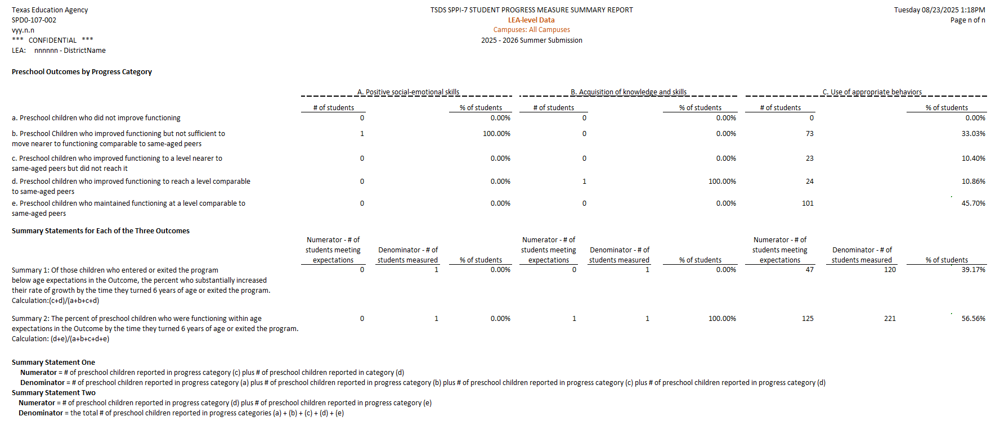 Texas Education Agency
TSDS SPPI-7 STUDENT PROGRESS MEASURE SUMMARY REPORT
Tuesday 08/23/2025 1:18PM
SPD0-107-002
LEA-level Data
Page n of n
vyy.n.n
Campuses: All Campuses
*** CONFIDENTIAL ***
2025 - 2026 Summer Submission
LEA: nnnnnn - DistrictName
Preschool Outcomes by Progress Category
A. Positive social-emotional skills B. Acquisition of knowledge and skills C. Use of appropriate behaviors
# of students % of students # of students % of students # of students % of students
a. Preschool children who did not improve functioning 0 0.00% 0 0.00% 0 0.00%
b. Preschool Children who improved functioning but not sufficient to 1 100.00% 0 0.00% 73 33.03%
move nearer to functioning comparable to same-aged peers
c. Preschool children who improved functioning to a level nearer to 0 0.00% 0 0.00% 23 10.40%
same-aged peers but did not reach it
d. Preschool children who improved functioning to reach a level comparable 0 0.00% 1 100.00% 24 10.86%
to same-aged peers
e. Preschool children who maintained functioning at a level comparable to 0 0.00% 0 0.00% 101 45.70%
same-aged peers
Summary Statements for Each of the Three Outcomes
Numerator - # of Numerator - # of Numerator - # of
students meeting Denominator - # of students meeting Denominator - # of students meeting Denominator - # of
expectations students measured % of students expectations students measured % of students expectations students measured % of students
Summary 1: Of those children who entered or exited the program 0 1 0.00% 0 1 0.00% 47 120 39.17%
below age expectations in the Outcome, the percent who substantially increased
their rate of growth by the time they turned 6 years of age or exited the program.
Calculation:(c+d)/(a+b+c+d)
Summary 2: The percent of preschool children who were functioning within age 0 1 0.00% 1 1 100.00% 125 221 56.56%
expectations in the Outcome by the time they turned 6 years of age or exited the program.
Calculation: (d+e)/(a+b+c+d+e)
Summary Statement One
Numerator = # of preschool children reported in progress category (c) plus # of preschool children reported in category (d)
Denominator = # of preschool children reported in progress category (a) plus # of preschool children reported in progress category (b) plus # of preschool children reported in progress category (c) plus # of preschool children reported in progress category (d)
Summary Statement Two
Numerator = # of preschool children reported in progress category (d) plus # of preschool children reported in progress category (e)
Denominator = the total # of preschool children reported in progress categories (a) + (b) + (c) + (d) + (e)